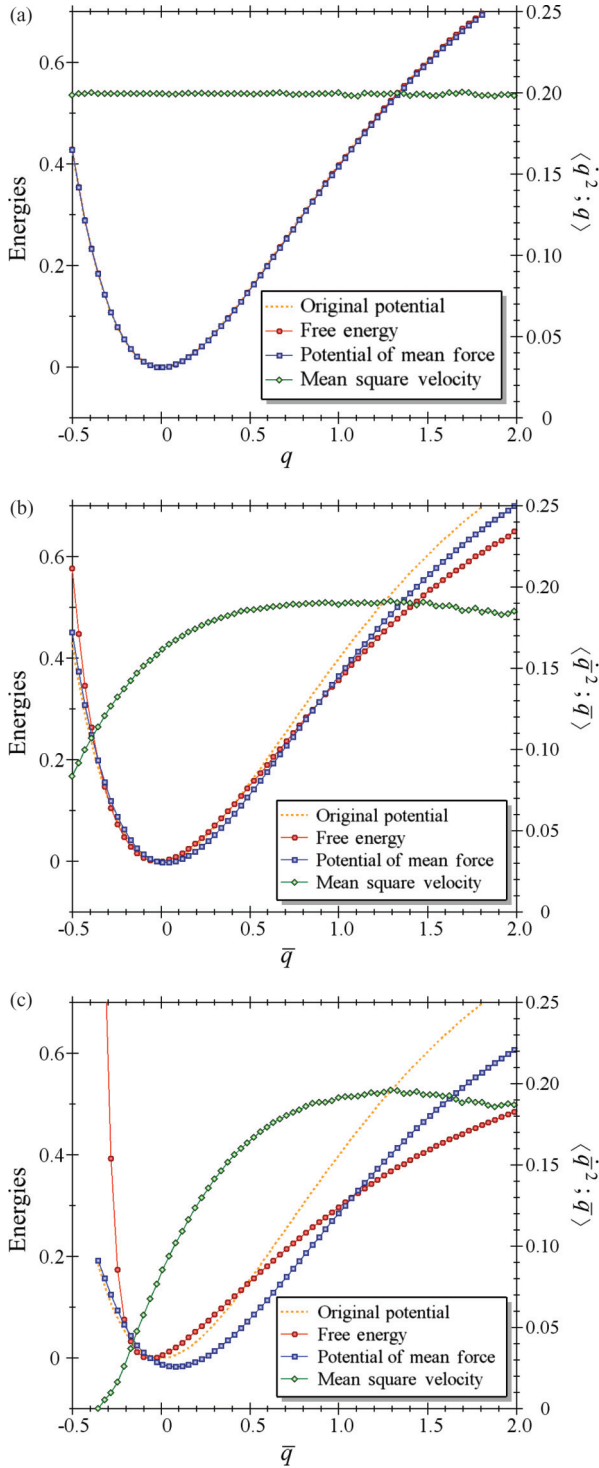 (a)
0.6
0.4
0.2
0
Energies
0.25
0.20
0.15
0.10
0.05
0
⟨q̇²; q⟩
Original potential
Free energy
Potential of mean force
Mean square velocity
-0.5 0 0.5 1.0 1.5 2.0
q
(b)
0.6
0.4
0.2
0
Energies
0.25
0.20
0.15
0.10
0.05
0
⟨q̄̇²; q̄⟩
Original potential
Free energy
Potential of mean force
Mean square velocity
-0.5 0 0.5 1.0 1.5 2.0
q̄
(c)
0.6
0.4
0.2
0
Energies
0.25
0.20
0.15
0.10
0.05
0
⟨q̄̇²; q̄⟩
Original potential
Free energy
Potential of mean force
Mean square velocity
-0.5 0 0.5 1.0 1.5 2.0
q̄